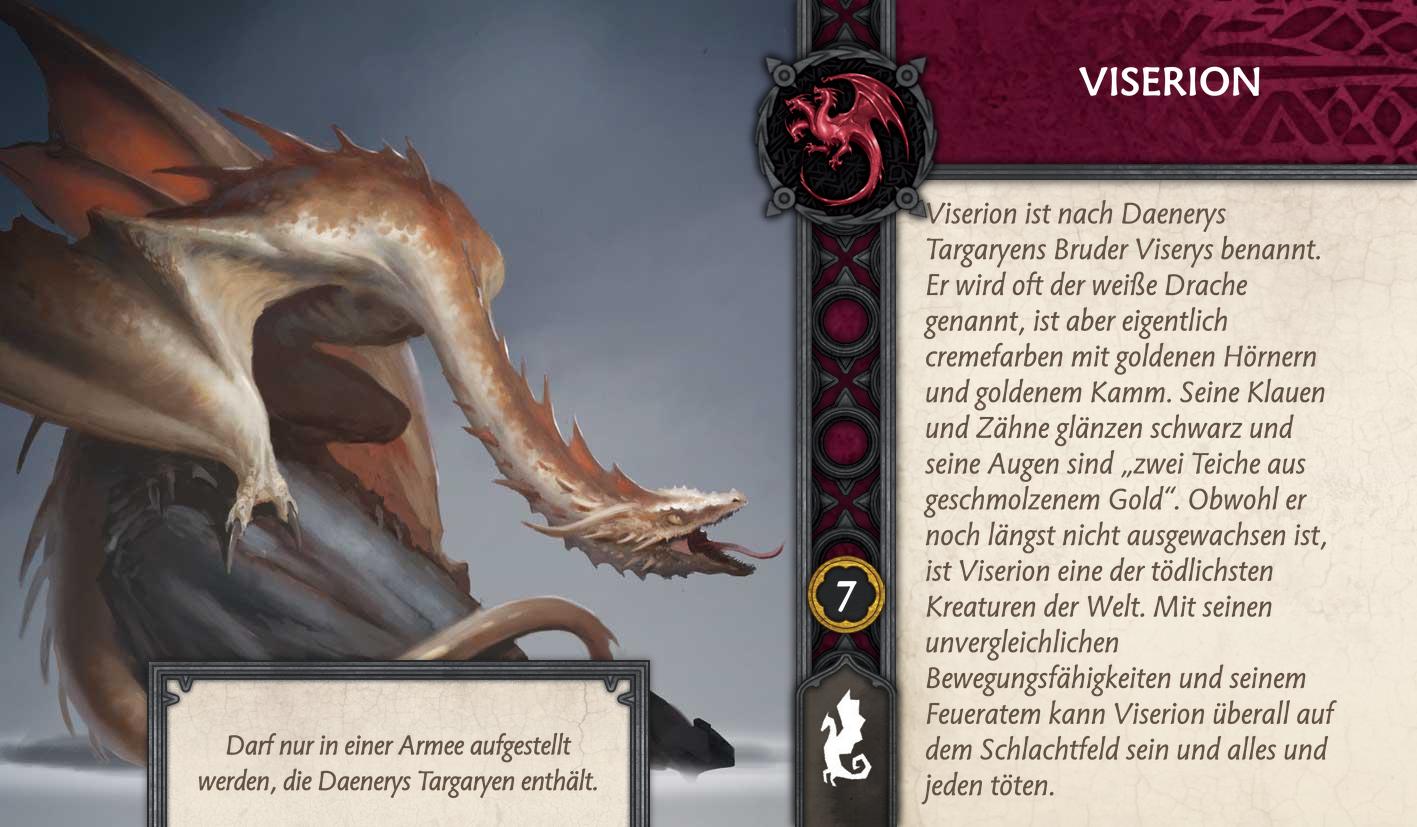 VISERION
Viserion ist nach Daenerys
Targaryens Bruder Viserys benannt.
Er wird oft der weiße Drache
genannt, ist aber eigentlich
cremefarben mit goldenen Hörnern
und goldenem Kamm. Seine Klauen
und Zähne glänzen schwarz und
seine Augen sind „zwei Teiche aus
geschmolzenem Gold“. Obwohl er
noch längst nicht ausgewachsen ist,
ist Viserion eine der tödlichsten
Kreaturen der Welt. Mit seinen
unvergleichlichen
Bewegungsfähigkeiten und seinem
Feueratem kann Viserion überall auf
dem Schlachtfeld sein und alles und
jeden töten.
7
Darf nur in einer Armee aufgestellt
werden, die Daenerys Targaryen enthält.